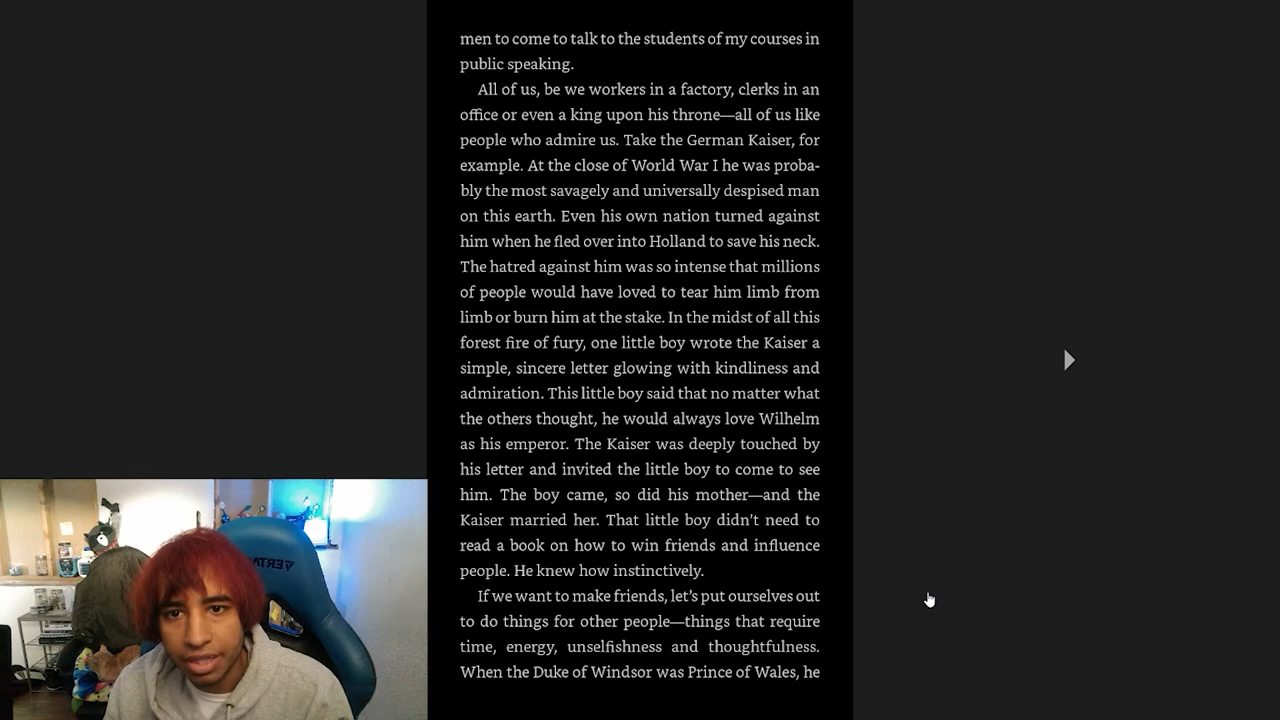 men to come to talk to the students of my courses in
public speaking.
All of us, be we workers in a factory, clerks in an
office or even a king upon his throne—all of us like
people who admire us. Take the German Kaiser, for
example. At the close of World War I he was proba-
bly the most savagely and universally despised man
on this earth. Even his own nation turned against
him when he fled over into Holland to save his neck.
The hatred against him was so intense that millions
of people would have loved to tear him limb from
limb or burn him at the stake. In the midst of all this
forest fire of fury, one little boy wrote the Kaiser a
simple, sincere letter glowing with kindliness and
admiration. This little boy said that no matter what
the others thought, he would always love Wilhelm
as his emperor. The Kaiser was deeply touched by
his letter and invited the little boy to come to see
him. The boy came, so did his mother—and the
Kaiser married her. That little boy didn't need to
read a book on how to win friends and influence
people. He knew how instinctively.
If we want to make friends, let's put ourselves out
to do things for other people—things that require
time, energy, unselfishness and thoughtfulness.
When the Duke of Windsor was Prince of Wales, he